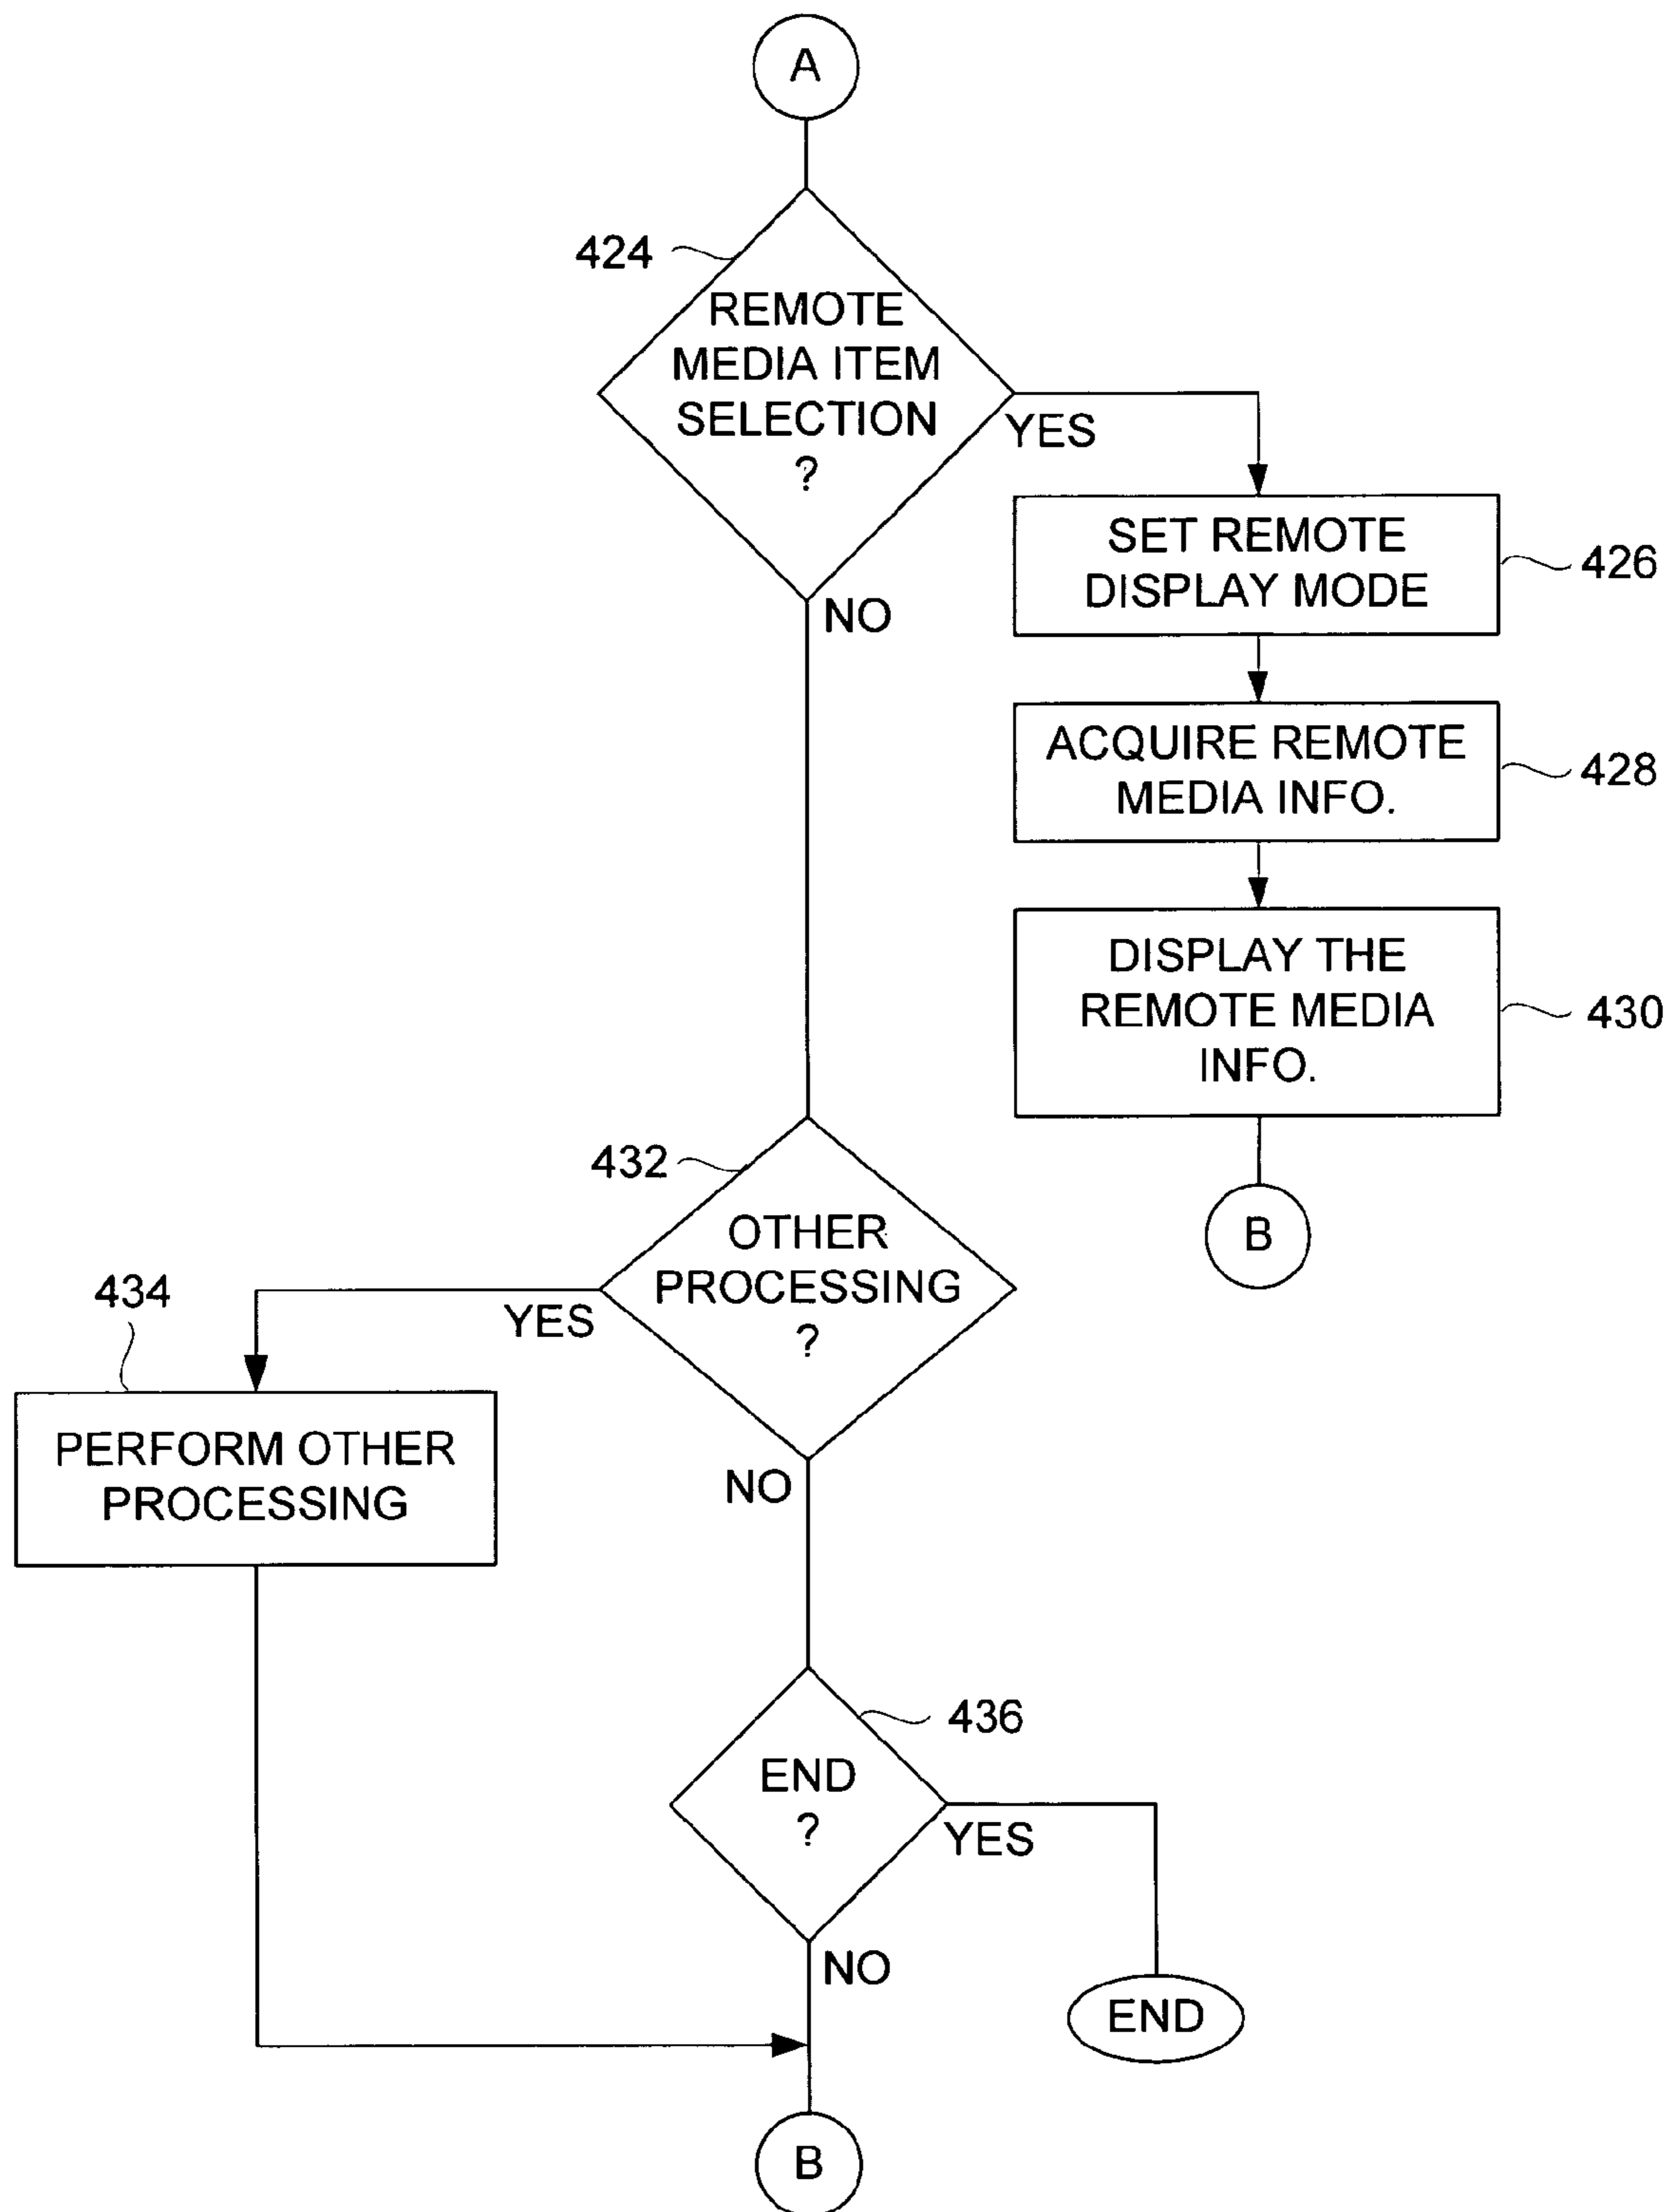 A
424
REMOTE
MEDIA ITEM
SELECTION
?
YES
NO
SET REMOTE
DISPLAY MODE
426
ACQUIRE REMOTE
MEDIA INFO.
428
DISPLAY THE
REMOTE MEDIA
INFO.
430
B
432
OTHER
PROCESSING
?
YES
NO
434
PERFORM OTHER
PROCESSING
436
END
?
YES
NO
END
B